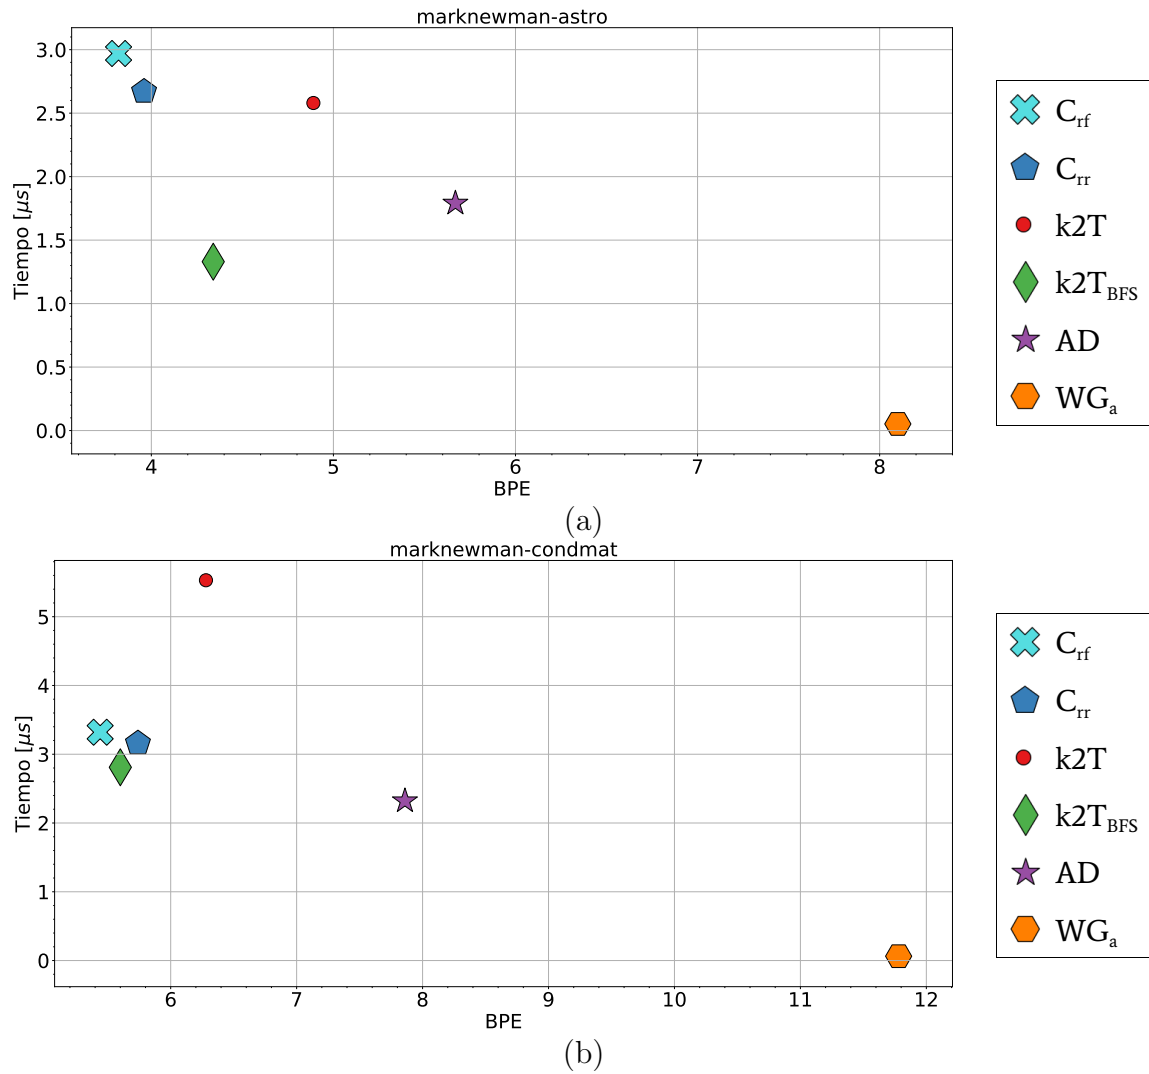 marknewman-astro
3.0
2.5
2.0
1.5
1.0
0.5
0.0
Tiempo [μs]
4 5 6 7 8
BPE
C_rf
C_rr
k2T
k2T_BFS
AD
WG_a
(a)
marknewman-condmat
5
4
3
2
1
0
Tiempo [μs]
6 7 8 9 10 11 12
BPE
C_rf
C_rr
k2T
k2T_BFS
AD
WG_a
(b)